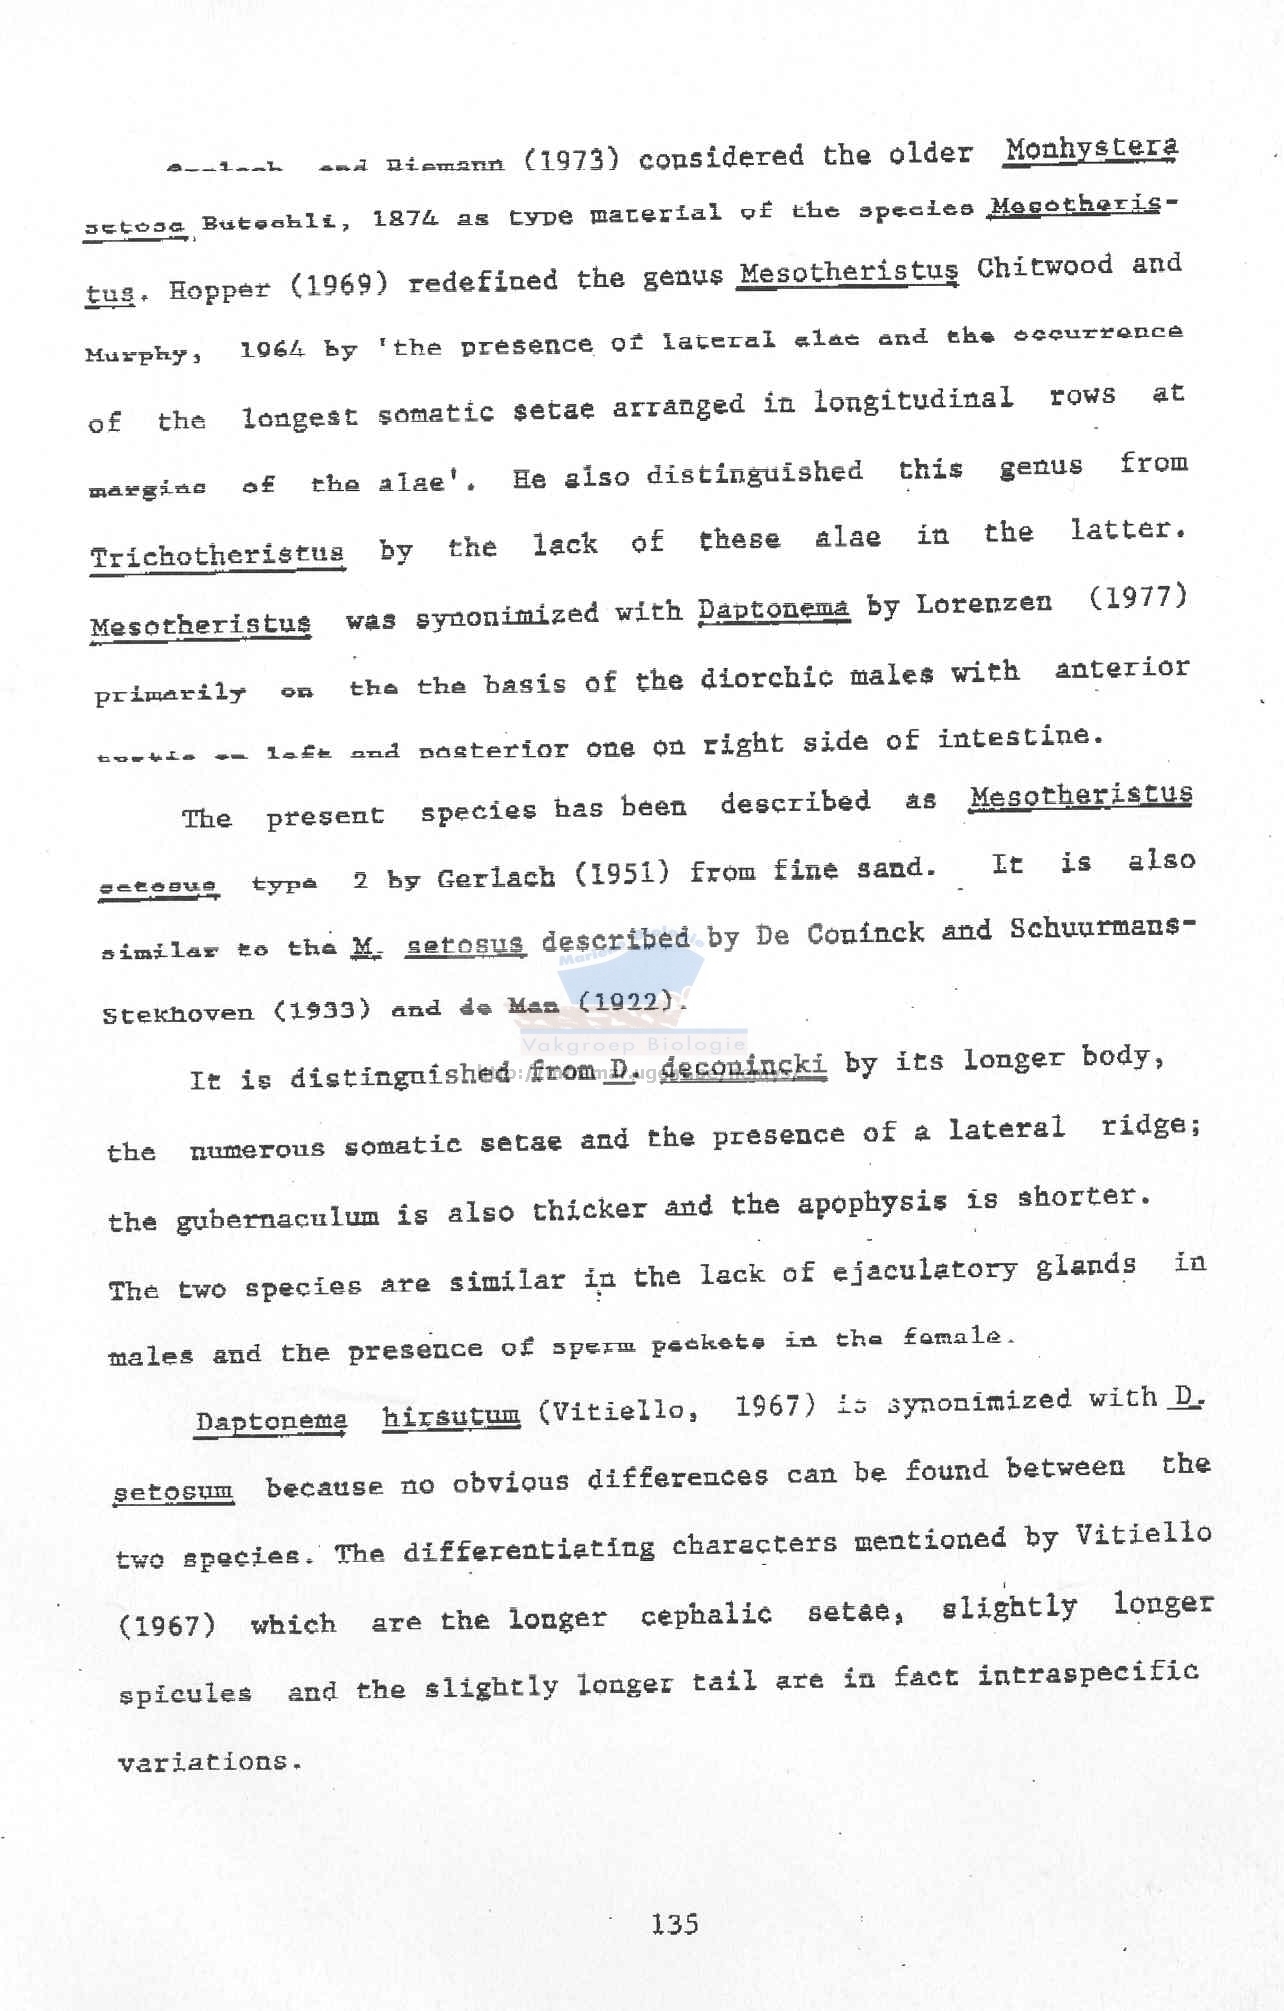 Gerlach and Riemann (1973) considered the older Monhystera
setosa Butschli, 1874 as type material of the species Mesotheris-
tus. Hopper (1969) redefined the genus Mesotheristus Chitwood and
Murphy, 1964 by 'the presence of lateral alae and the occurrence
of the longest somatic setae arranged in longitudinal rows at
margins of the alae'. He also distinguished this genus from
Trichotheristus by the lack of these alae in the latter.
Mesotheristus was synonimized with Daptonema by Lorenzen (1977)
primarily on the the basis of the diorchic males with anterior
testis on left and posterior one on right side of intestine.
The present species has been described as Mesotheristus
setosus type 2 by Gerlach (1951) from fine sand. It is also
similar to the M. setosus described by De Coninck and Schuurmans-
Stekhoven (1933) and de Man (1922).
Vakgroep Biologie
It is distinguished from D. deconincki by its longer body,
the numerous somatic setae and the presence of a lateral ridge;
the gubernaculum is also thicker and the apophysis is shorter.
The two species are similar in the lack of ejaculatory glands in
males and the presence of sperm pockets in the female.
Daptonema hirsutum (Vitiello, 1967) is synonimized with D.
setosum because no obvious differences can be found between the
two species. The differentiating characters mentioned by Vitiello
(1967) which are the longer cephalic setae, slightly longer
spicules and the slightly longer tail are in fact intraspecific
variations.
135